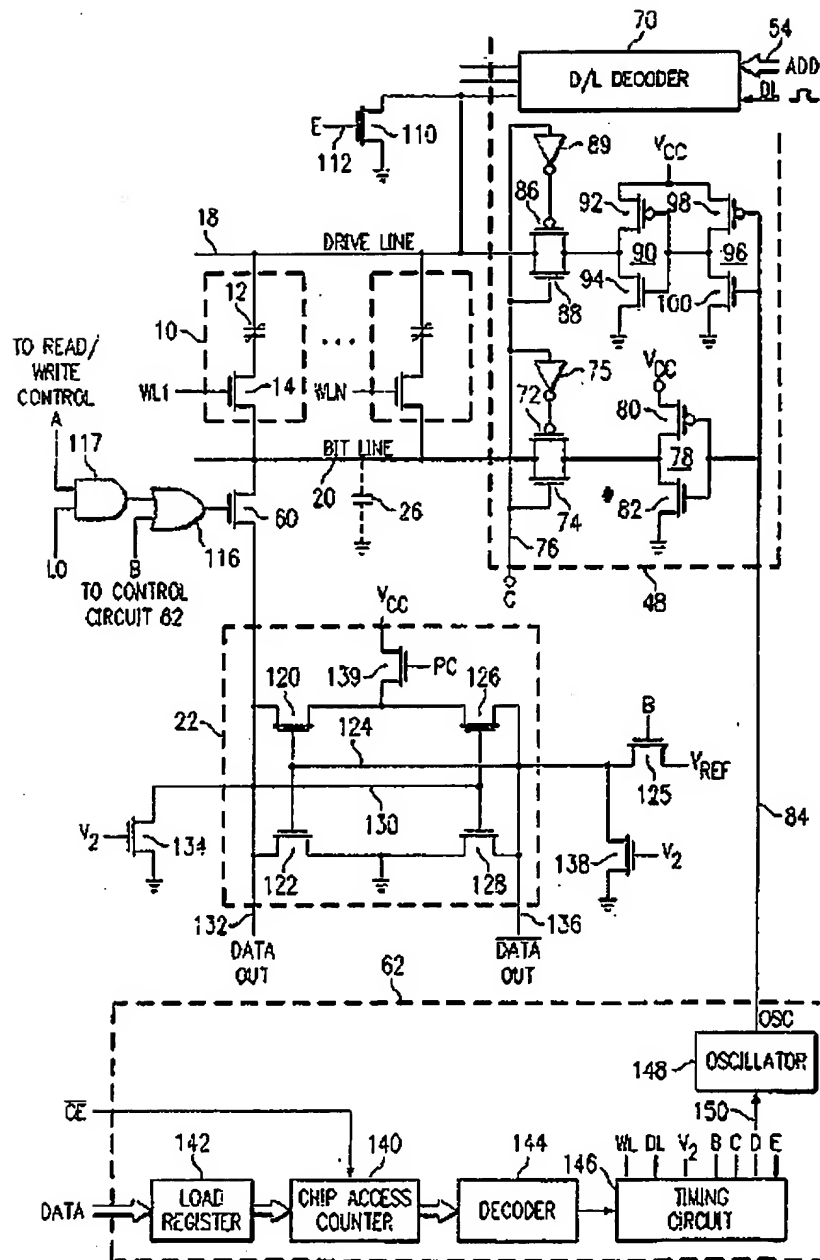 70
54
D/L DECODER
ADD
DL
E
110
112
89
VCC
86
92
98
18
DRIVE LINE
90
96
12
94
10
88
100
TO READ/
WRITE
CONTROL
A
WL1
14
...
WLN
75
VCC
72
80
117
BIT LINE
78
60
20
26
74
82
LO
B
116
76
TO CONTROL
CIRCUIT 62
C
48
VCC
120
139
PC
126
22
124
B
VREF
125
V2
134
130
84
138
V2
122
128
132
136
DATA
OUT
DATA
OUT
62
OSC
OSCILLATOR
148
CE
150
142
140
144
146
WL DL V2 B C D E
DATA
LOAD
REGISTER
CHIP ACCESS
COUNTER
DECODER
TIMING
CIRCUIT